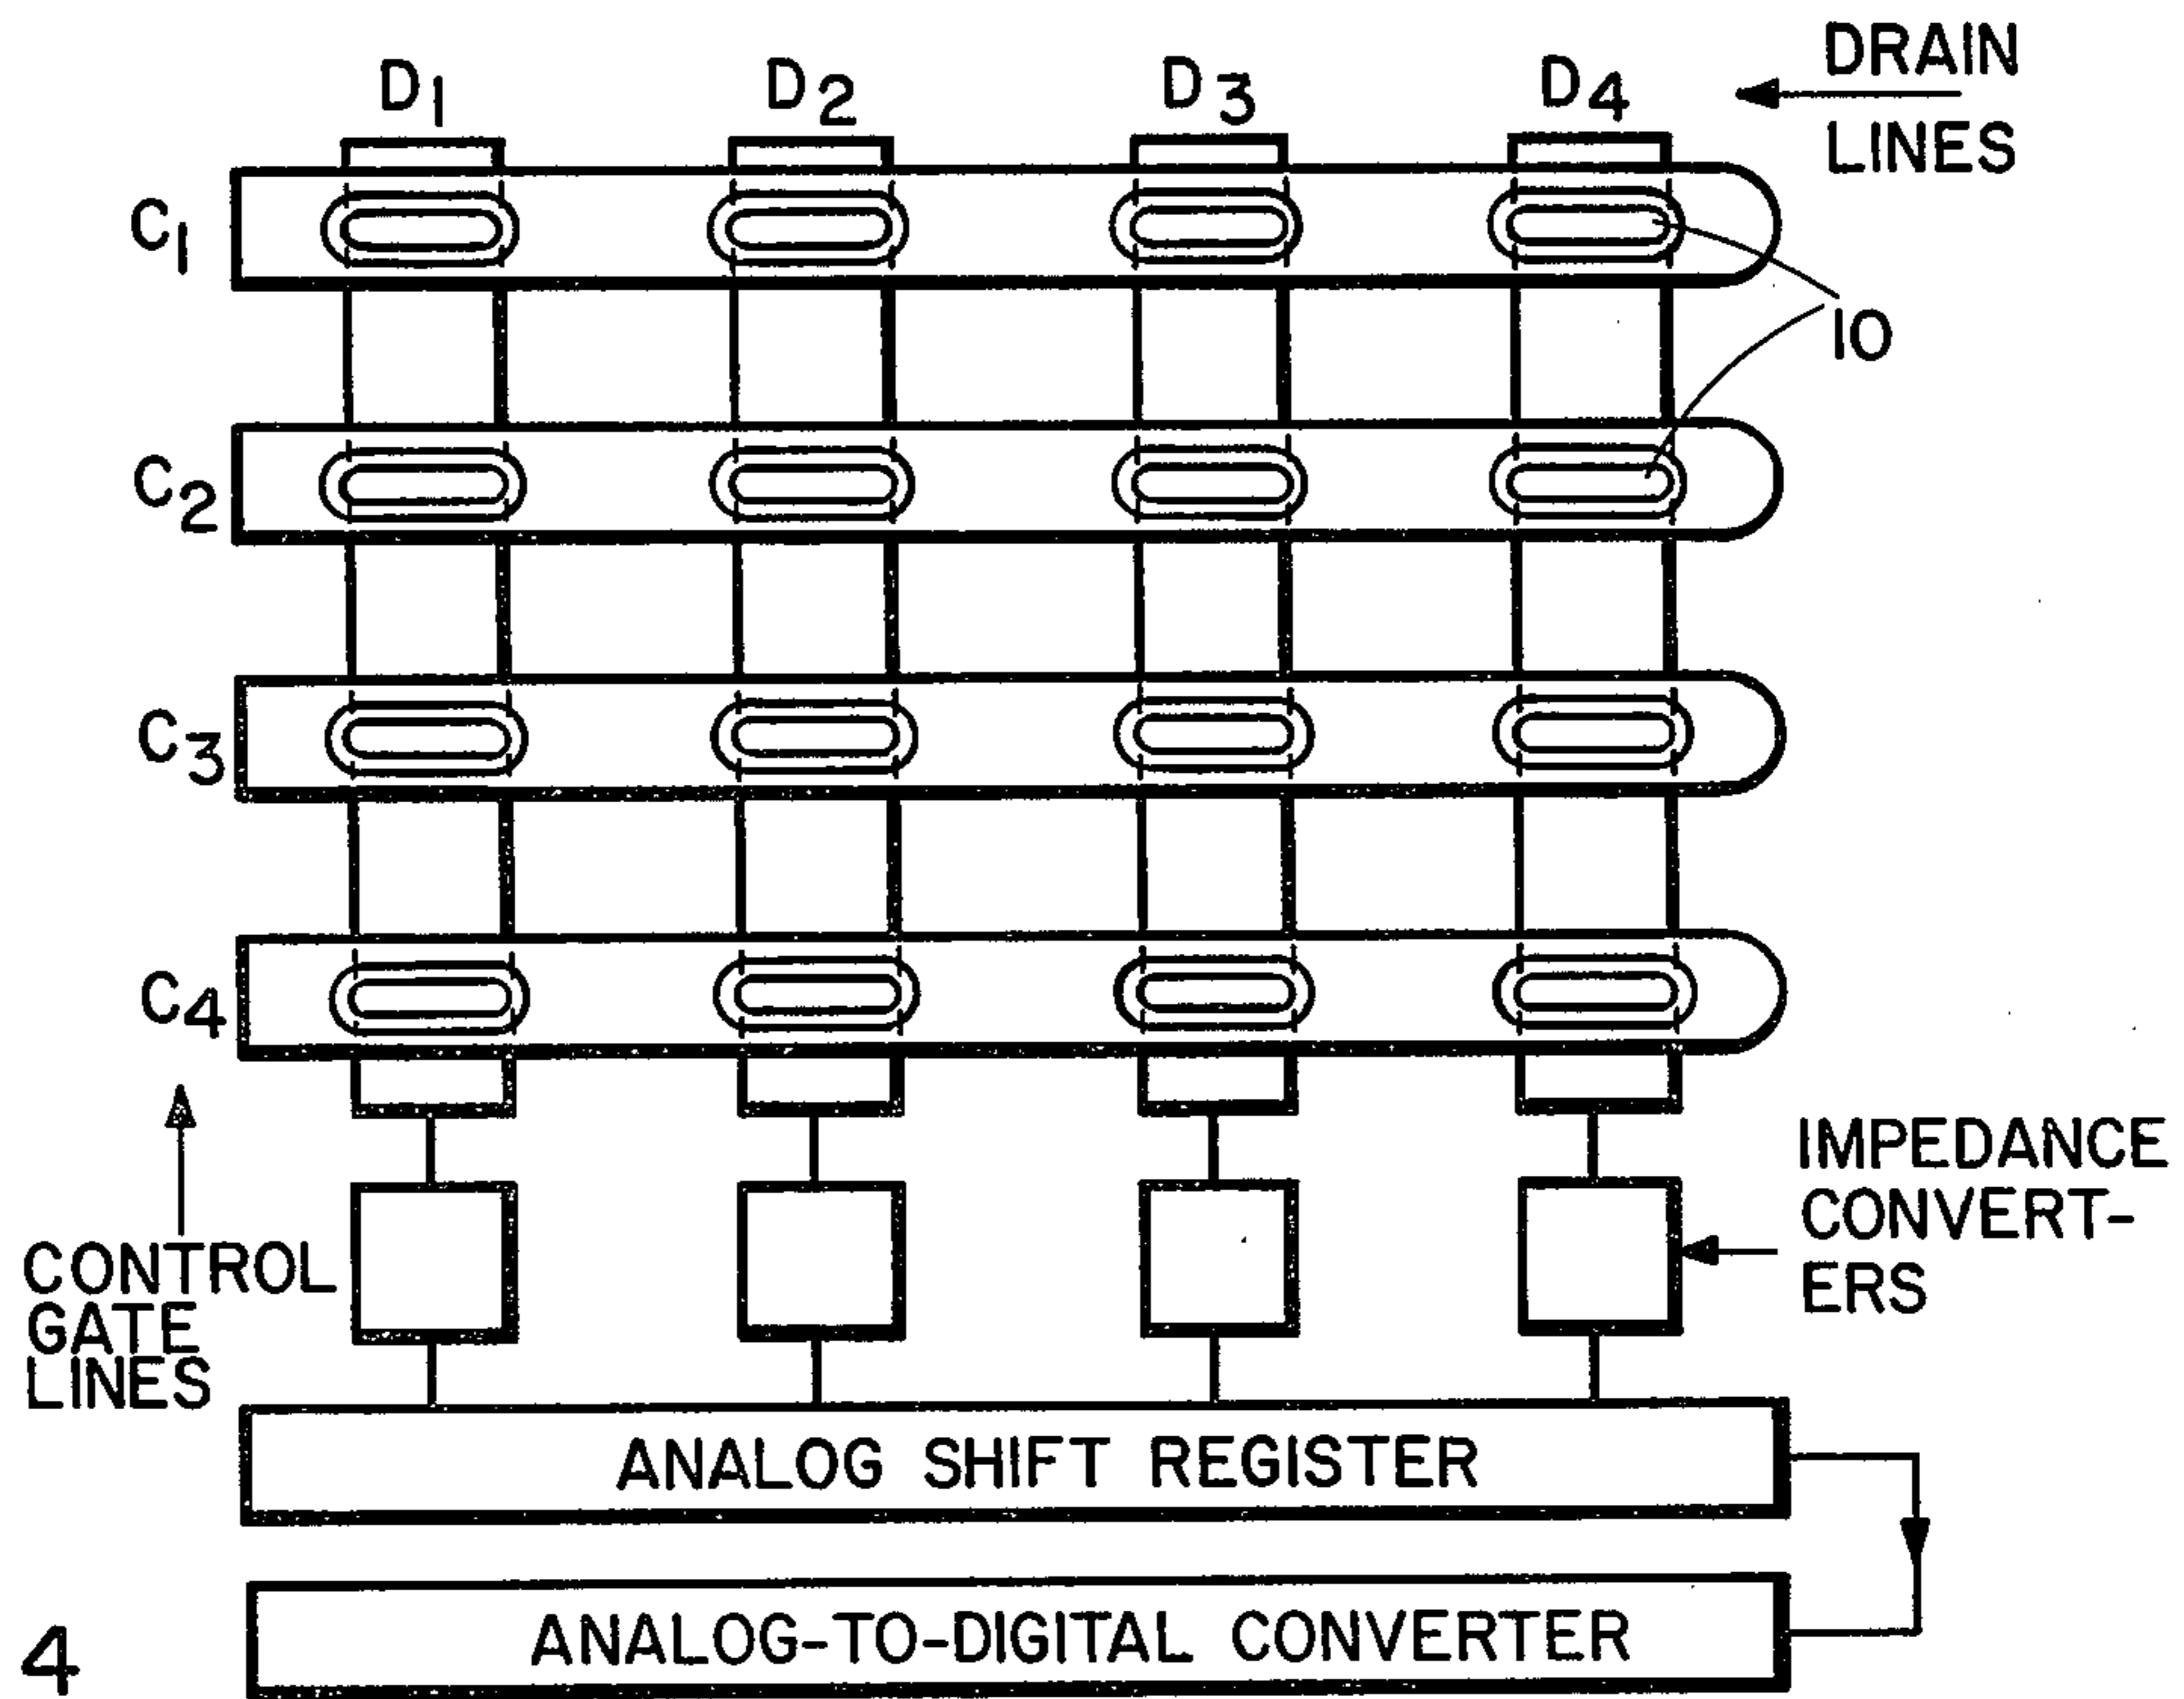 D1 D2 D3 D4
DRAIN
LINES
C1
10
C2
C3
C4
IMPEDANCE
CONVERT-
ERS
CONTROL
GATE
LINES
ANALOG SHIFT REGISTER
ANALOG-TO-DIGITAL CONVERTER
4